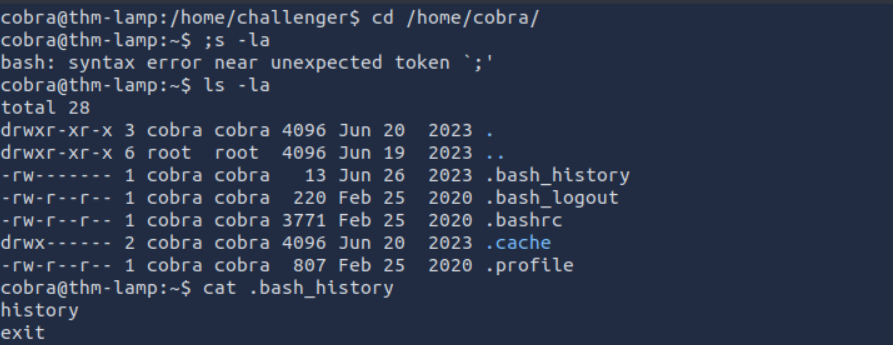 cobra@thm-lamp:/home/challenger$ cd /home/cobra/
cobra@thm-lamp:~$ ;s -la
bash: syntax error near unexpected token `;'
cobra@thm-lamp:~$ ls -la
total 28
drwxr-xr-x 3 cobra cobra 4096 Jun 20  2023 .
drwxr-xr-x 6 root  root  4096 Jun 19  2023 ..
-rw------- 1 cobra cobra   13 Jun 26  2023 .bash_history
-rw-r--r-- 1 cobra cobra  220 Feb 25  2020 .bash_logout
-rw-r--r-- 1 cobra cobra 3771 Feb 25  2020 .bashrc
drwx------ 2 cobra cobra 4096 Jun 20  2023 .cache
-rw-r--r-- 1 cobra cobra  807 Feb 25  2020 .profile
cobra@thm-lamp:~$ cat .bash_history
history
exit